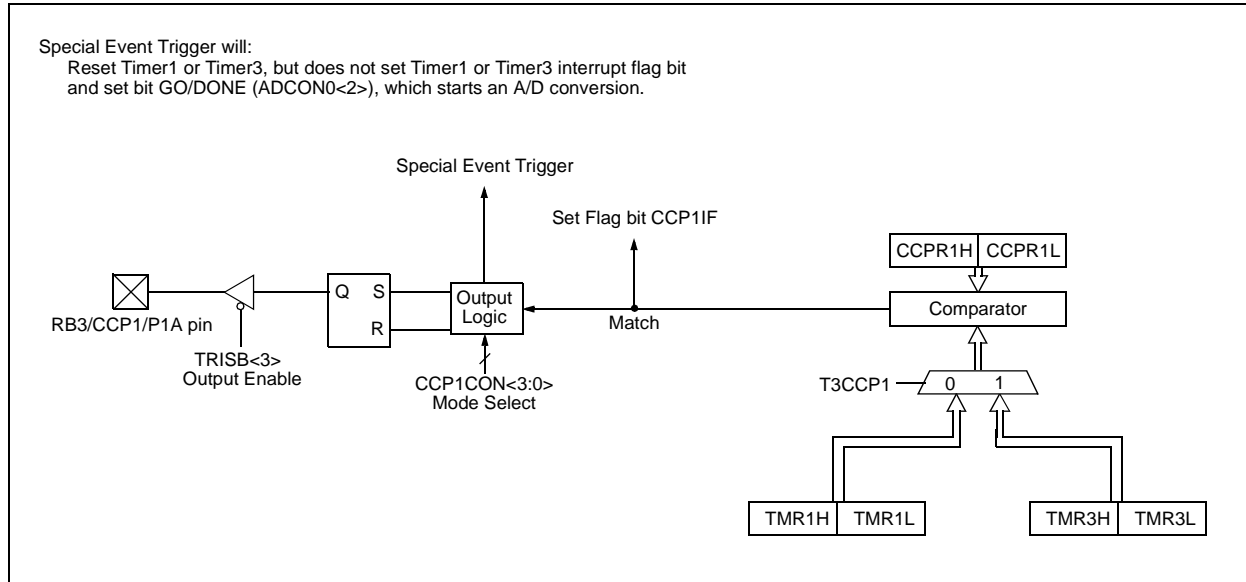 Special Event Trigger will:
Reset Timer1 or Timer3, but does not set Timer1 or Timer3 interrupt flag bit
and set bit GO/DONE (ADCON0<2>), which starts an A/D conversion.
Special Event Trigger
Set Flag bit CCP1IF
CCPR1H CCPR1L
Q S
R
Output
Logic
Comparator
RB3/CCP1/P1A pin
Match
TRISB<3>
Output Enable
CCP1CON<3:0>
Mode Select
T3CCP1
0 1
TMR1H TMR1L
TMR3H TMR3L